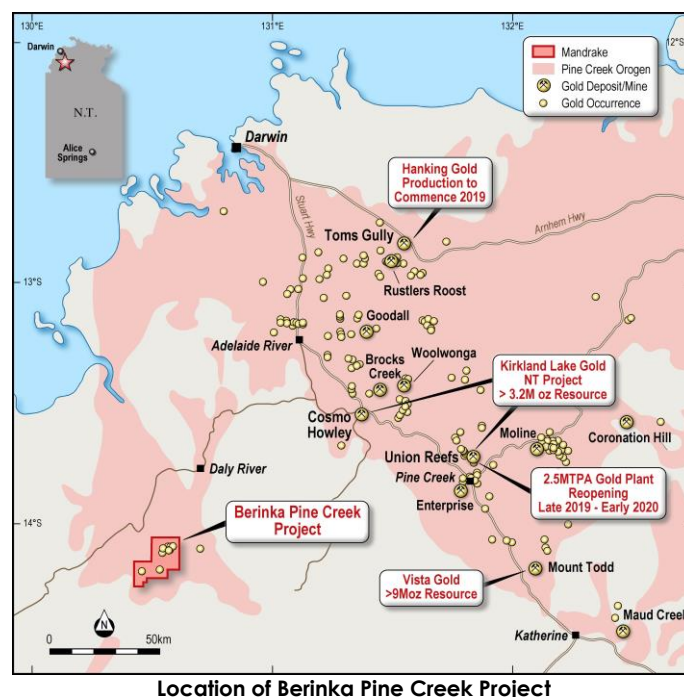 130°E
131°E
132°E
12°S
Darwin
N.T.
Alice
Springs
Mandrake
Pine Creek Orogen
Gold Deposit/Mine
Gold Occurrence
Darwin
Stuart Hwy
Arnhem Hwy
Hanking Gold
Production to
Commence 2019
Toms Gully
Rustlers Roost
13°S
Goodall
Adelaide River
Brocks
Creek
Woolwonga
Kirkland Lake Gold
NT Project
> 3.2M oz Resource
Cosmo
Howley
Moline
Coronation Hill
Union Reefs
Pine Creek
Daly River
2.5MTPA Gold Plant
Reopening
Late 2019 - Early 2020
Enterprise
Berinka Pine Creek
Project
14°S
Mount Todd
Vista Gold
>9Moz Resource
Maud Creek
Katherine
N
0
50km
Location of Berinka Pine Creek Project